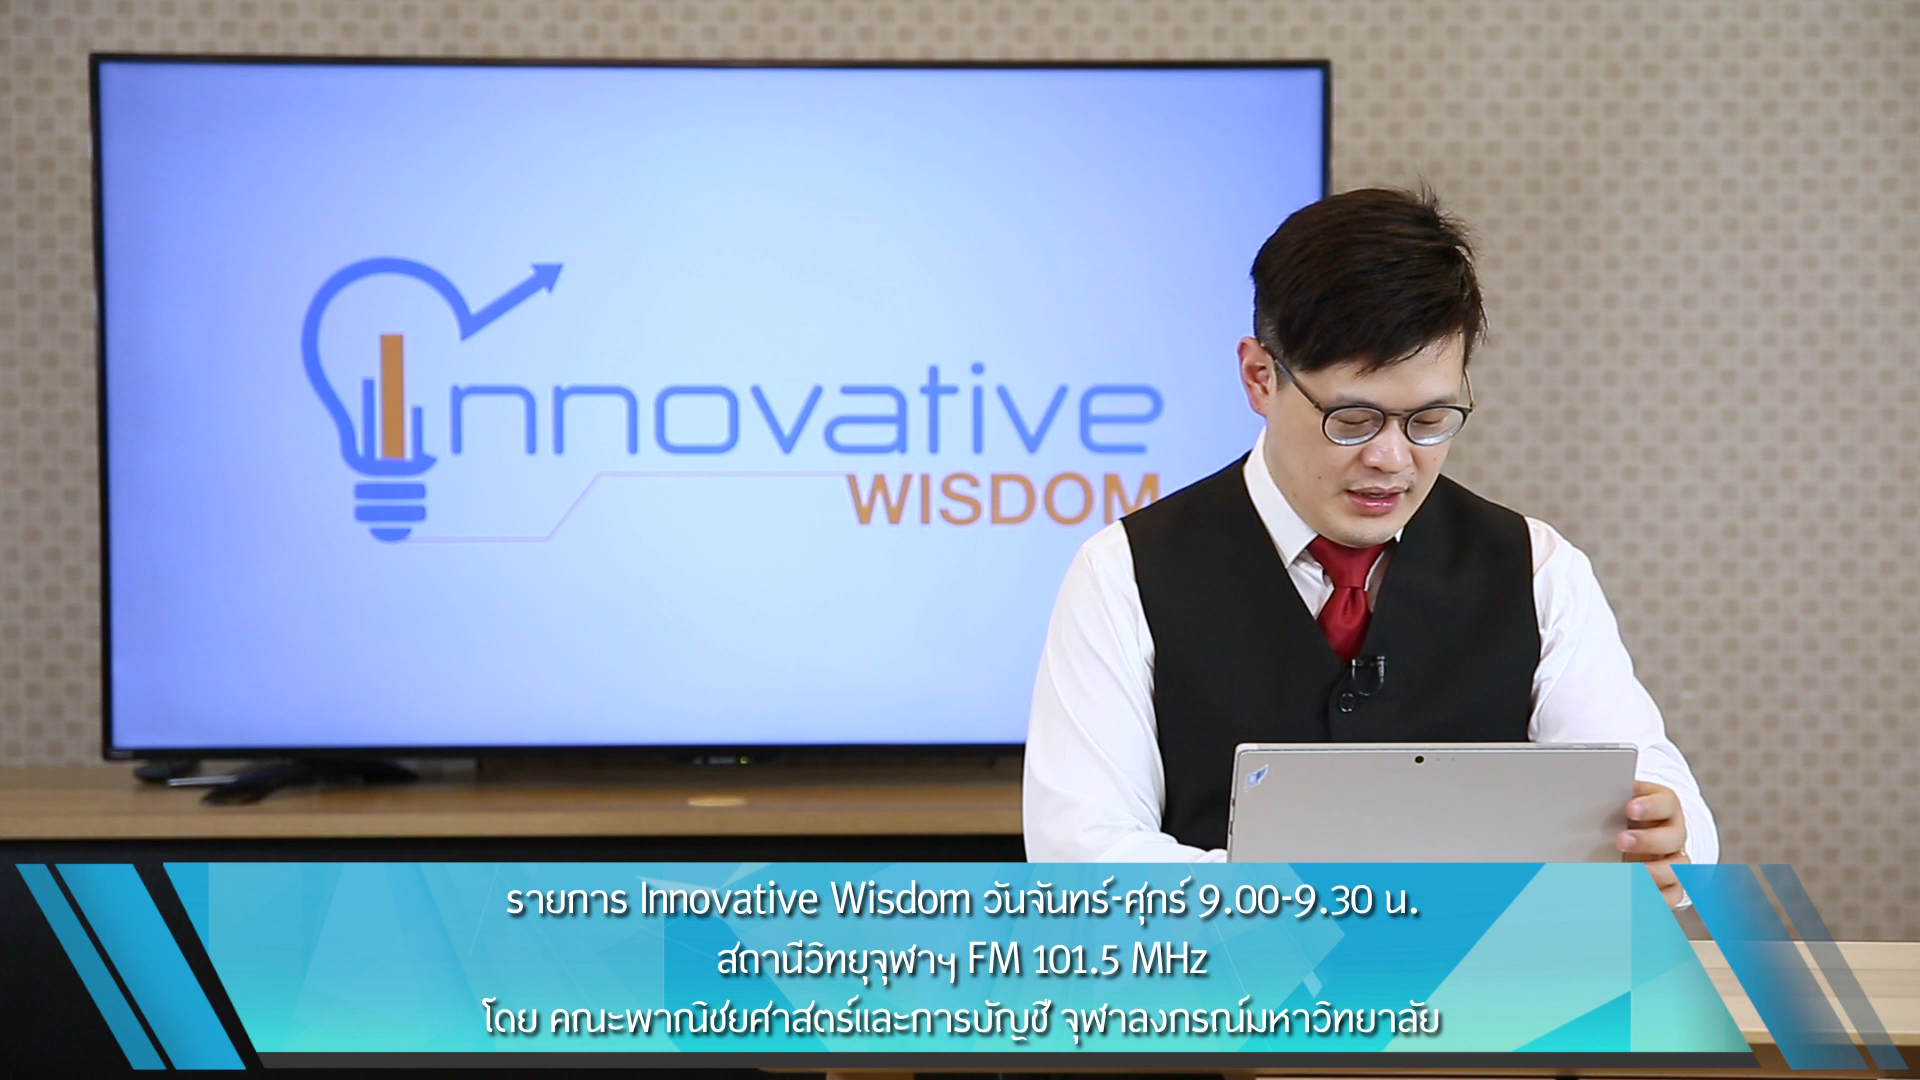 Innovative
WISDOM
รายการ Innovative Wisdom วันจันทร์-ศุกร์ 9.00-9.30 น.
สถานีวิทยุจุฬาฯ FM 101.5 MHz
โดย คณะพาณิชยศาสตร์และการบัญชี จุฬาลงกรณ์มหาวิทยาลัย